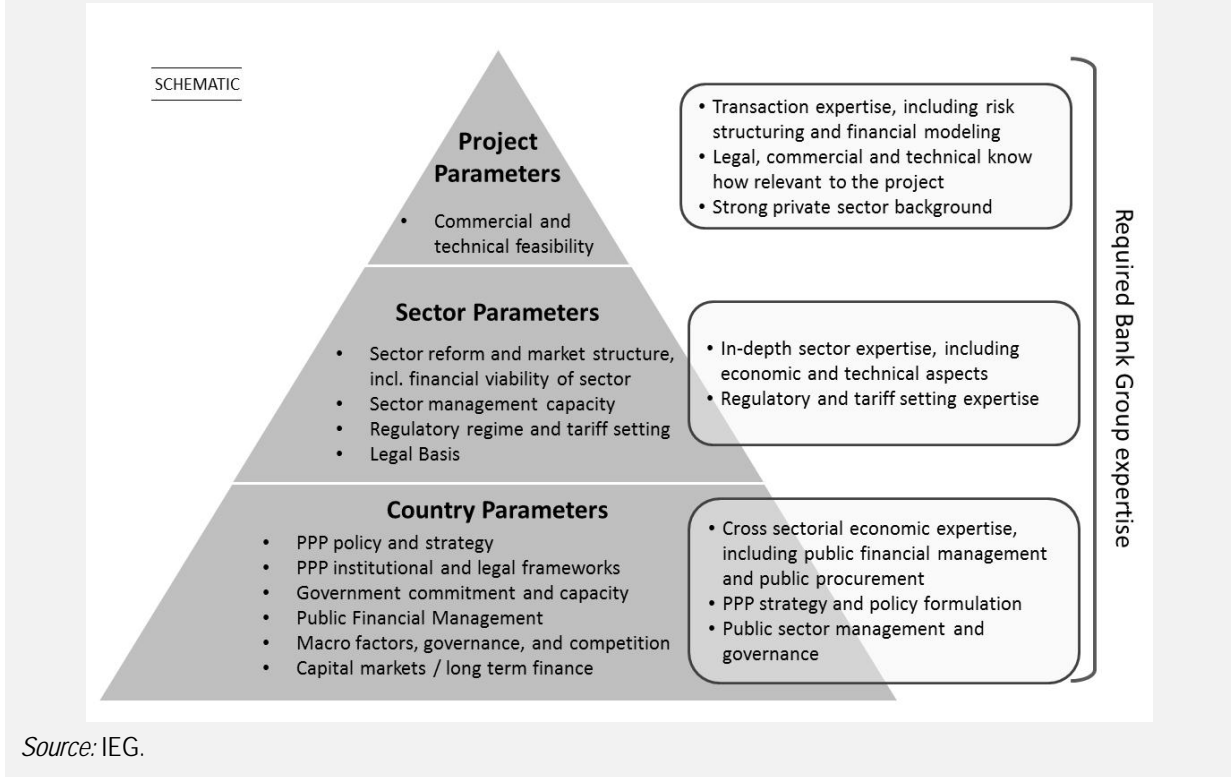 SCHEMATIC
Project
Parameters
• Commercial and
technical feasibility
• Transaction expertise, including risk
structuring and financial modeling
• Legal, commercial and technical know
how relevant to the project
• Strong private sector background
Sector Parameters
• Sector reform and market structure,
incl. financial viability of sector
• Sector management capacity
• Regulatory regime and tariff setting
• Legal Basis
• In-depth sector expertise, including
economic and technical aspects
• Regulatory and tariff setting expertise
Country Parameters
• PPP policy and strategy
• PPP institutional and legal frameworks
• Government commitment and capacity
• Public Financial Management
• Macro factors, governance, and competition
• Capital markets / long term finance
• Cross sectorial economic expertise,
including public financial management
and public procurement
• PPP strategy and policy formulation
• Public sector management and
governance
Required Bank Group expertise
Source: IEG.